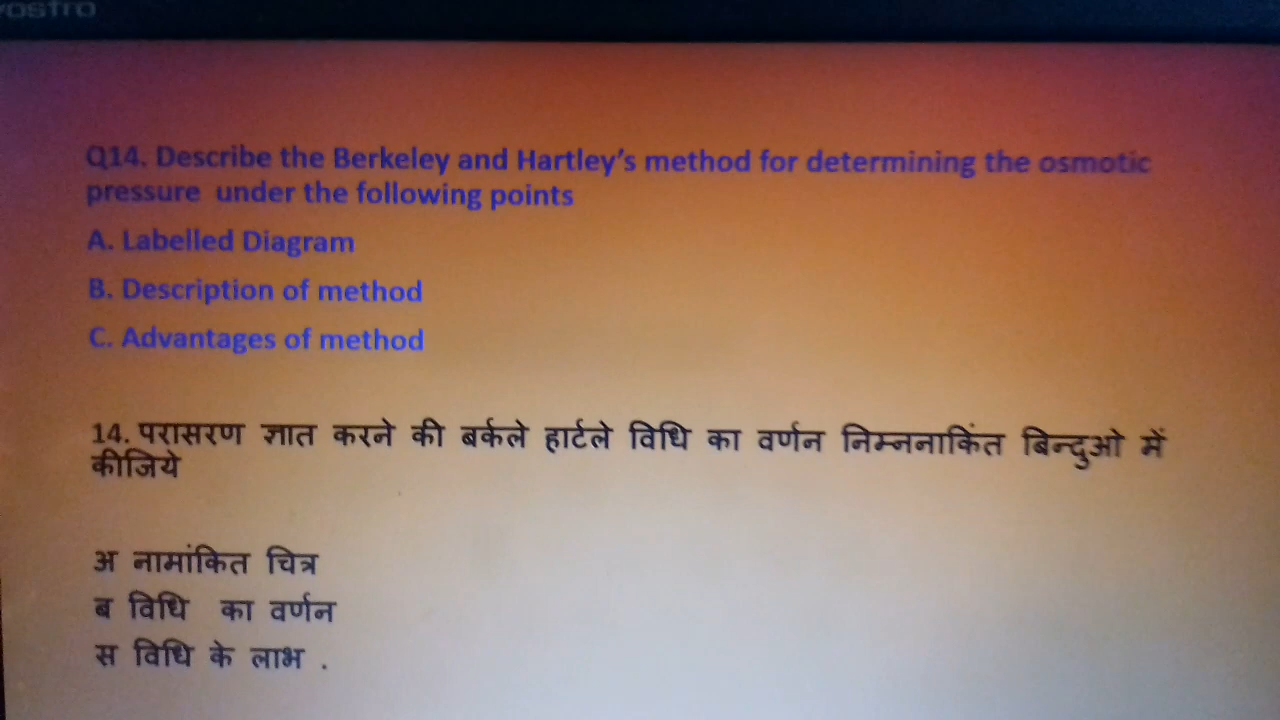 vostro
Q14. Describe the Berkeley and Hartley's method for determining the osmotic
pressure under the following points
A. Labelled Diagram
B. Description of method
C. Advantages of method
14. परासरण ज्ञात करने की बर्कले हार्टले विधि का वर्णन निम्ननाकिंत बिन्दुओ में
कीजिये
अ नामांकित चित्र
ब विधि का वर्णन
स विधि के लाभ .